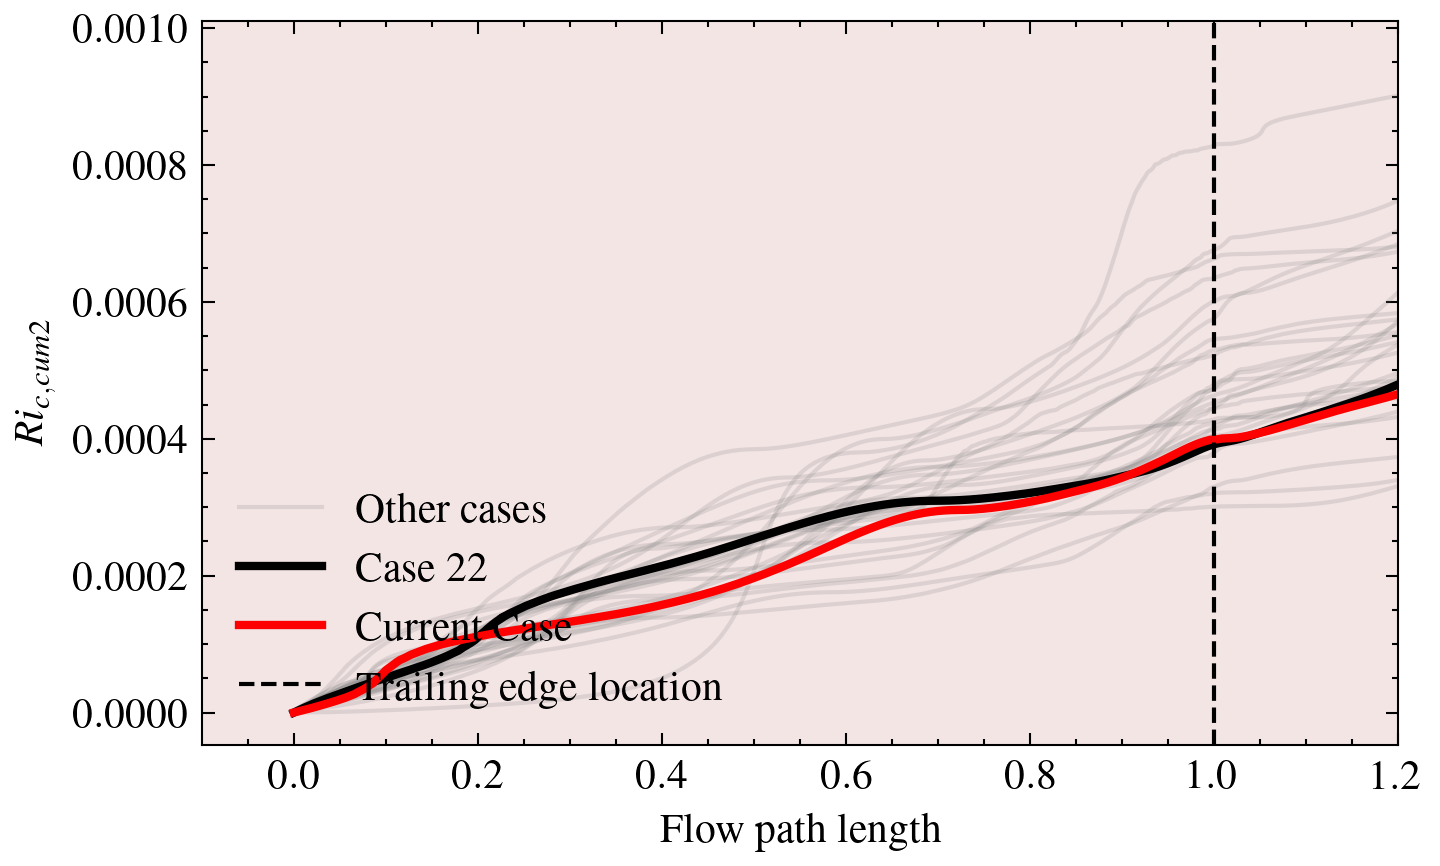 0.0010
0.0008
0.0006
0.0004
0.0002
0.0000
Ri_{c,cum2}
Other cases
Case 22
Current Case
Trailing edge location
0.0 0.2 0.4 0.6 0.8 1.0 1.2
Flow path length